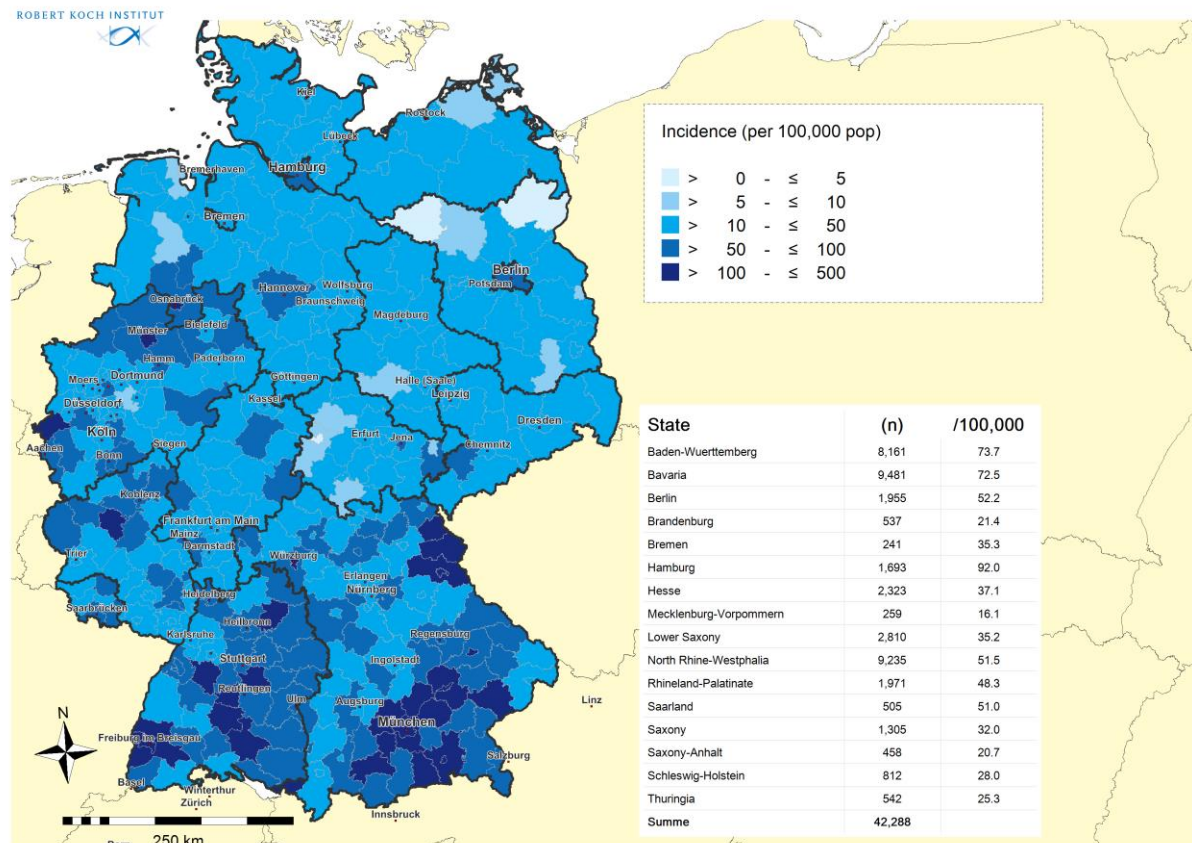 ROBERT KOCH INSTITUT
Kiel
Rostock
Lübeck
Bremerhaven
Hamburg
Bremen
Berlin
Potsdam
Osnabrück
Hannover
Wolfsburg
Braunschweig
Magdeburg
Münster
Bielefeld
Hamm
Paderborn
Moers
Dortmund
Göttingen
Halle (Saale)
Leipzig
Kassel
Düsseldorf
Dresden
Köln
Erfurt
Jena
Chemnitz
Aachen
Siegen
Bonn
Koblenz
Frankfurt am Main
Mainz
Darmstadt
Trier
Würzburg
Erlangen
Nürnberg
Heidelberg
Saarbrücken
Heilbronn
Karlsruhe
Regensburg
Stuttgart
Ingolstadt
Reutlingen
Ulm
Augsburg
München
Linz
Freiburg im Breisgau
Salzburg
Basel
Winterthur
Zürich
Innsbruck
N
250 km
Incidence (per 100,000 pop)
> 0 - ≤ 5
> 5 - ≤ 10
> 10 - ≤ 50
> 50 - ≤ 100
> 100 - ≤ 500
State (n) /100,000
Baden-Wuerttemberg 8,161 73.7
Bavaria 9,481 72.5
Berlin 1,955 52.2
Brandenburg 537 21.4
Bremen 241 35.3
Hamburg 1,693 92.0
Hesse 2,323 37.1
Mecklenburg-Vorpommern 259 16.1
Lower Saxony 2,810 35.2
North Rhine-Westphalia 9,235 51.5
Rhineland-Palatinate 1,971 48.3
Saarland 505 51.0
Saxony 1,305 32.0
Saxony-Anhalt 458 20.7
Schleswig-Holstein 812 28.0
Thuringia 542 25.3
Summe 42,288